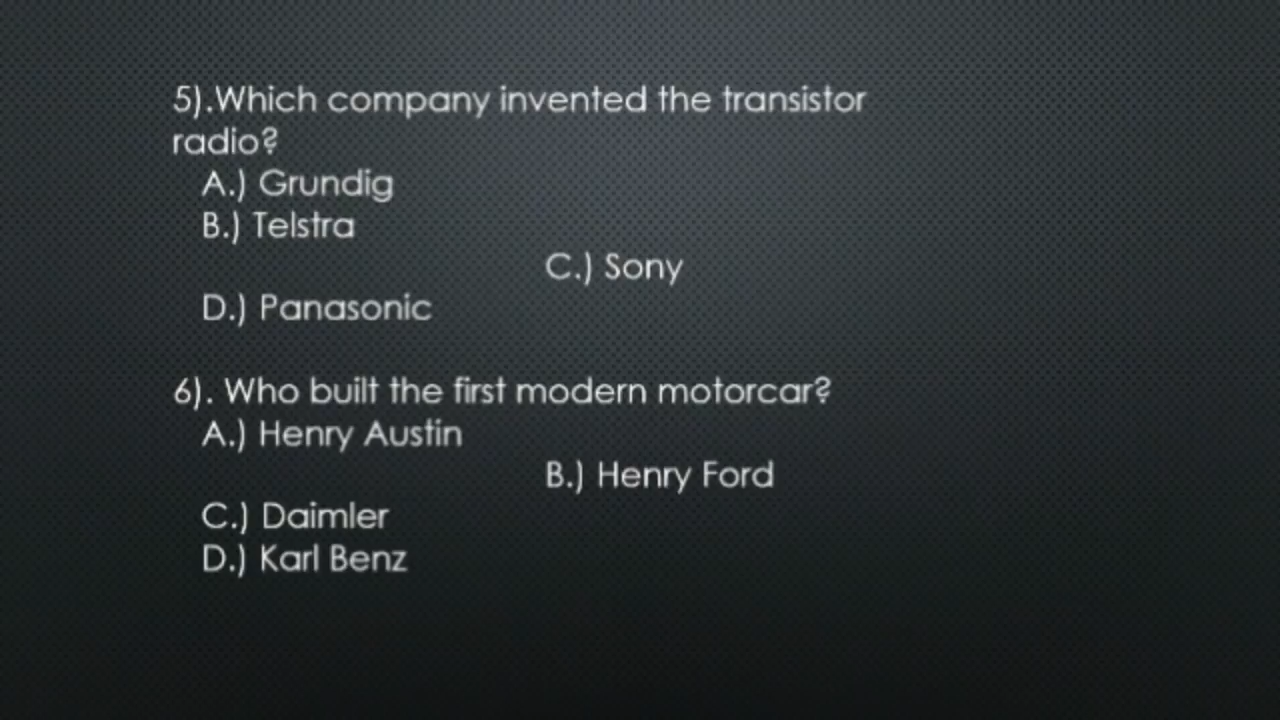 5).Which company invented the transistor
radio?
A.) Grundig
B.) Telstra
C.) Sony
D.) Panasonic
6). Who built the first modern motorcar?
A.) Henry Austin
B.) Henry Ford
C.) Daimler
D.) Karl Benz